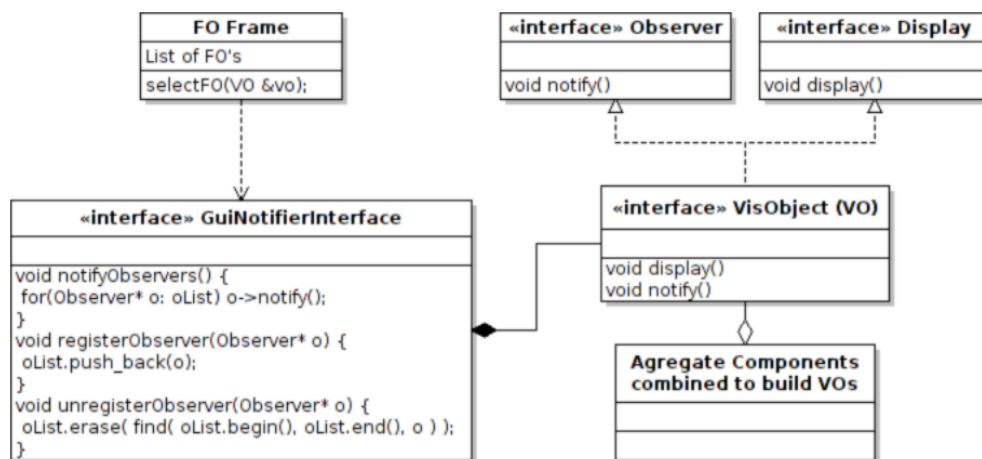 FO Frame
List of FO's
selectFO(VO &vo);
«interface» Observer
void notify()
«interface» Display
void display()
«interface» GuiNotifierInterface
void notifyObservers() {
for(Observer* o: oList) o->notify();
}
void registerObserver(Observer* o) {
oList.push_back(o);
}
void unregisterObserver(Observer* o) {
oList.erase( find( oList.begin(), oList.end(), o ) );
}
«interface» VisObject (VO)
void display()
void notify()
Agregate Components
combined to build VOs